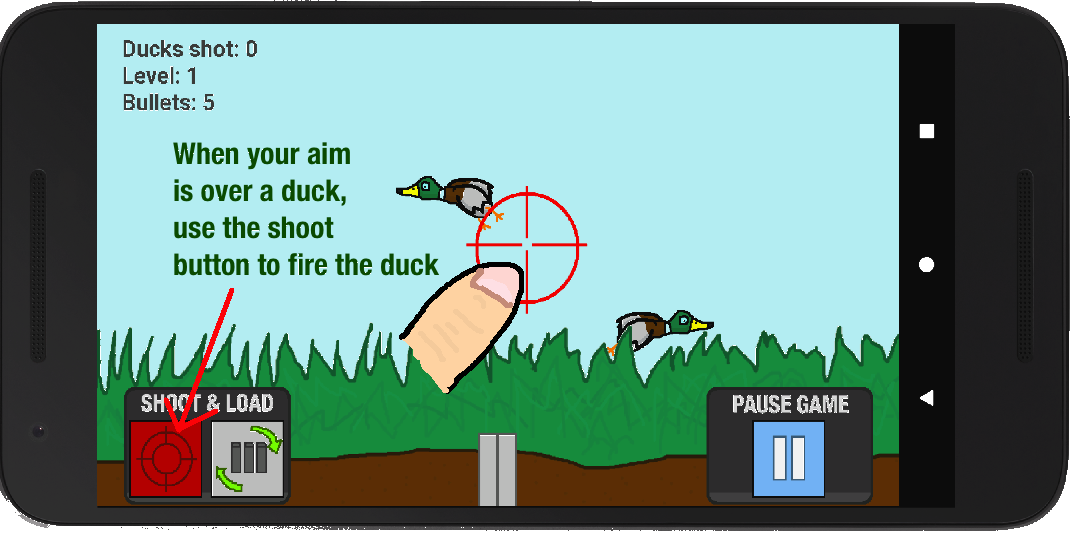 Ducks shot: 0
Level: 1
Bullets: 5
When your aim
is over a duck,
use the shoot
button to fire the duck
SHOOT & LOAD
PAUSE GAME